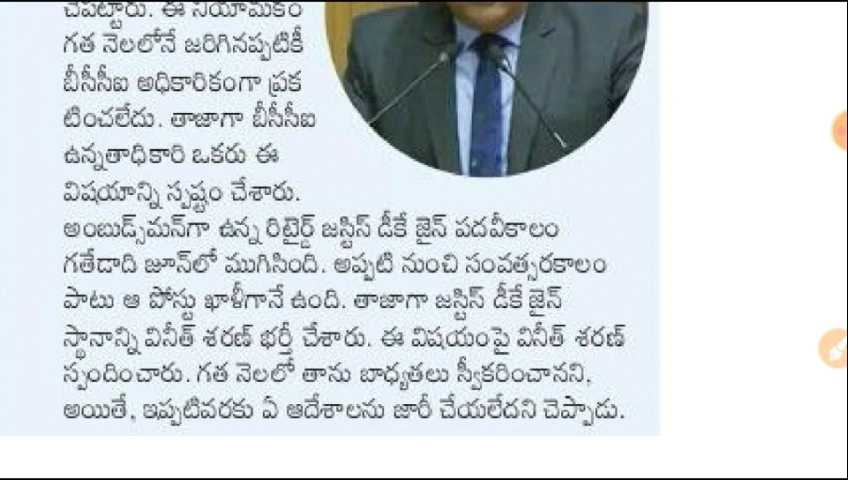 చేపట్టారు. ఈ నియామకం
గత నెలలోనే జరిగినప్పటికీ
బీసీసీఐ అధికారికంగా ప్రక
టించలేదు. తాజాగా బీసీసీఐ
ఉన్నతాధికారి ఒకరు ఈ
విషయాన్ని స్పష్టం చేశారు.
అంబుడ్స్‌మన్‌గా ఉన్న రిటైర్డ్ జస్టిస్ డీకే జైన్ పదవీకాలం
గతేడాది జూన్‌లో ముగిసింది. అప్పటి నుంచి సంవత్సరకాలం
పాటు ఆ పోస్టు ఖాళీగానే ఉంది. తాజాగా జస్టిస్ డీకే జైన్
స్థానాన్ని వినీత్ శరణ్ భర్తీ చేశారు. ఈ విషయంపై వినీత్ శరణ్
స్పందించారు. గత నెలలో తాను బాధ్యతలు స్వీకరించానని,
అయితే, ఇప్పటివరకు ఏ ఆదేశాలను జారీ చేయలేదని చెప్పాడు.